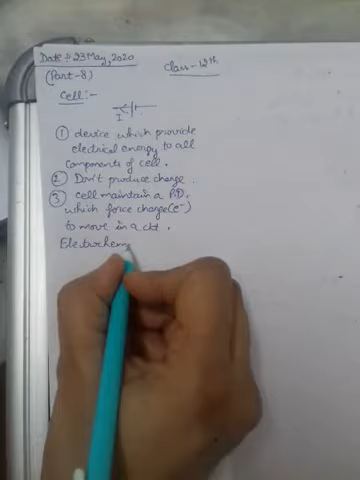 Date :- 23 May, 2020
(Part-8)
Class - 12th
Cell :-
I
① device which provide
electrical energy to all
components of cell.
② Don't produce charge.
③ cell maintain a P.D.
which force charge (e⁻)
to move in a ckt.
Electrochem